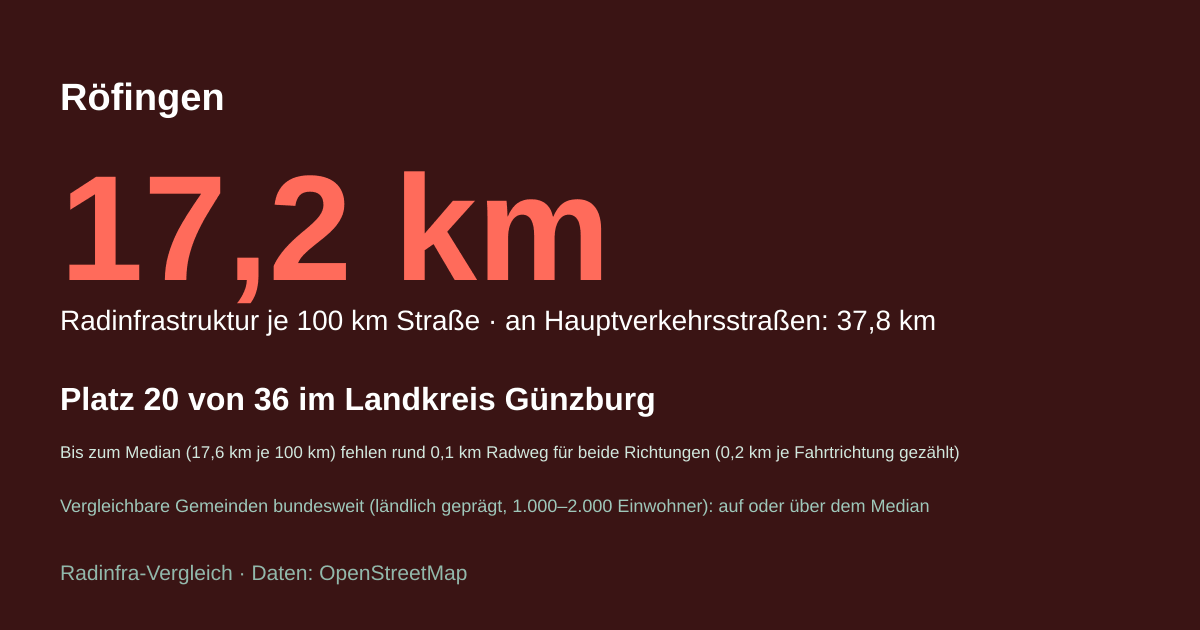 Röfingen
17,2 km
Radinfrastruktur je 100 km Straße · an Hauptverkehrsstraßen: 37,8 km
Platz 20 von 36 im Landkreis Günzburg
Bis zum Median (17,6 km je 100 km) fehlen rund 0,1 km Radweg für beide Richtungen (0,2 km je Fahrtrichtung gezählt)
Vergleichbare Gemeinden bundesweit (ländlich geprägt, 1.000–2.000 Einwohner): auf oder über dem Median
Radinfra-Vergleich · Daten: OpenStreetMap